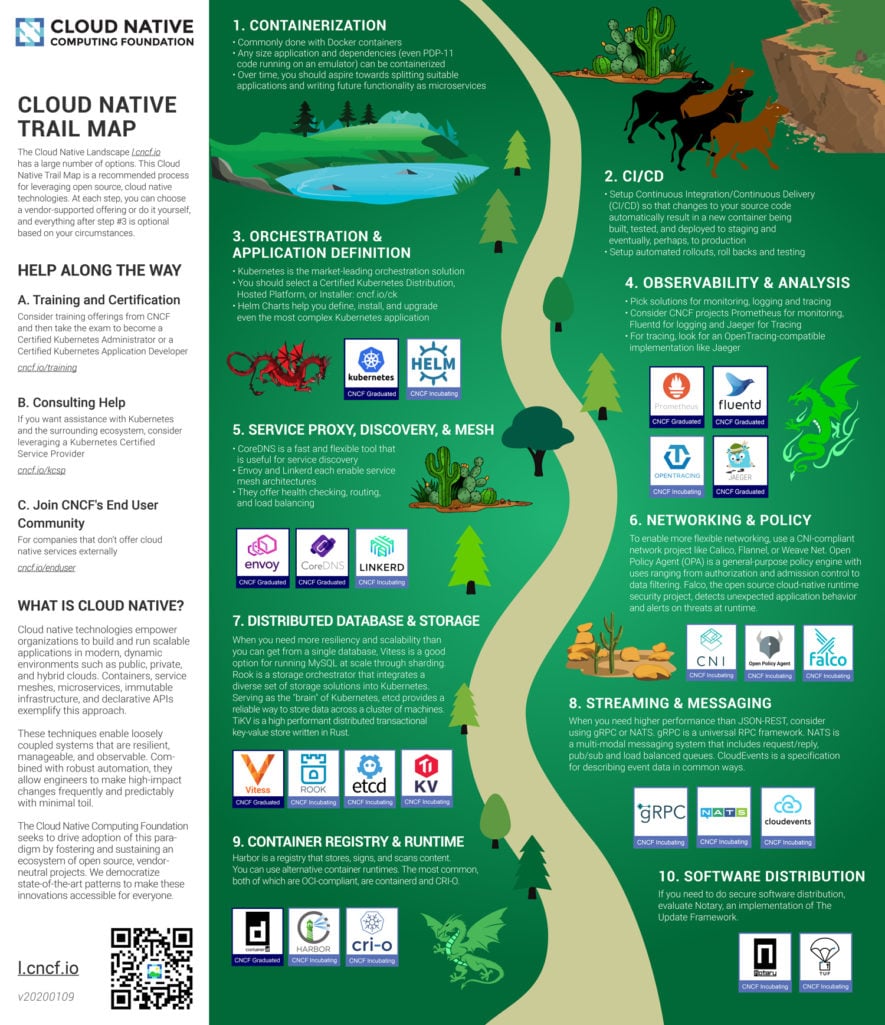 CLOUD NATIVE
COMPUTING FOUNDATION
CLOUD NATIVE
TRAIL MAP
The Cloud Native Landscape l.cncf.io
has a large number of options. This Cloud
Native Trail Map is a recommended process
for leveraging open source, cloud native
technologies. At each step, you can choose
a vendor-supported offering or do it yourself,
and everything after step #3 is optional
based on your circumstances.
HELP ALONG THE WAY
A. Training and Certification
Consider training offerings from CNCF
and then take the exam to become a
Certified Kubernetes Administrator or a
Certified Kubernetes Application Developer
cncf.io/training
B. Consulting Help
If you want assistance with Kubernetes
and the surrounding ecosystem, consider
leveraging a Kubernetes Certified
Service Provider
cncf.io/kcsp
C. Join CNCF's End User
Community
For companies that don't offer cloud
native services externally
cncf.io/enduser
WHAT IS CLOUD NATIVE?
Cloud native technologies empower
organizations to build and run scalable
applications in modern, dynamic
environments such as public, private,
and hybrid clouds. Containers, service
meshes, microservices, immutable
infrastructure, and declarative APIs
exemplify this approach.
These techniques enable loosely
coupled systems that are resilient,
manageable, and observable. Com-
bined with robust automation, they
allow engineers to make high-impact
changes frequently and predictably
with minimal toil.
The Cloud Native Computing Foundation
seeks to drive adoption of this para-
digm by fostering and sustaining an
ecosystem of open source, vendor-
neutral projects. We democratize
state-of-the-art patterns to make these
innovations accessible for everyone.
l.cncf.io
v20200109
1. CONTAINERIZATION
• Commonly done with Docker containers
• Any size application and dependencies (even PDP-11
code running on an emulator) can be containerized
• Over time, you should aspire towards splitting suitable
applications and writing future functionality as microservices
2. CI/CD
• Setup Continuous Integration/Continuous Delivery
(CI/CD) so that changes to your source code
automatically result in a new container being
built, tested, and deployed to staging and
eventually, perhaps, to production
• Setup automated rollouts, roll backs and testing
3. ORCHESTRATION &
APPLICATION DEFINITION
• Kubernetes is the market-leading orchestration solution
• You should select a Certified Kubernetes Distribution,
Hosted Platform, or Installer: cncf.io/ck
• Helm Charts help you define, install, and upgrade
even the most complex Kubernetes application
kubernetes
CNCF Graduated
HELM
CNCF Incubating
4. OBSERVABILITY & ANALYSIS
• Pick solutions for monitoring, logging and tracing
• Consider CNCF projects Prometheus for monitoring,
Fluentd for logging and Jaeger for Tracing
• For tracing, look for an OpenTracing-compatible
implementation like Jaeger
Prometheus
CNCF Graduated
fluentd
CNCF Graduated
OPENTRACING
CNCF Incubating
JAEGER
CNCF Graduated
5. SERVICE PROXY, DISCOVERY, & MESH
• CoreDNS is a fast and flexible tool that
is useful for service discovery
• Envoy and Linkerd each enable service
mesh architectures
• They offer health checking, routing,
and load balancing
envoy
CNCF Graduated
CoreDNS
CNCF Graduated
LINKERD
CNCF Incubating
6. NETWORKING & POLICY
To enable more flexible networking, use a CNI-compliant
network project like Calico, Flannel, or Weave Net. Open
Policy Agent (OPA) is a general-purpose policy engine with
uses ranging from authorization and admission control to
data filtering. Falco, the open source cloud-native runtime
security project, detects unexpected application behavior
and alerts on threats at runtime.
CNI
CNCF Incubating
Open Policy Agent
CNCF Incubating
falco
CNCF Incubating
7. DISTRIBUTED DATABASE & STORAGE
When you need more resiliency and scalability than
you can get from a single database, Vitess is a good
option for running MySQL at scale through sharding.
Rook is a storage orchestrator that integrates a
diverse set of storage solutions into Kubernetes.
Serving as the "brain" of Kubernetes, etcd provides a
reliable way to store data across a cluster of machines.
TiKV is a high performant distributed transactional
key-value store written in Rust.
Vitess
CNCF Graduated
ROOK
CNCF Incubating
etcd
CNCF Incubating
Ti
KV
CNCF Incubating
8. STREAMING & MESSAGING
When you need higher performance than JSON-REST, consider
using gRPC or NATS. gRPC is a universal RPC framework. NATS is
a multi-modal messaging system that includes request/reply,
pub/sub and load balanced queues. CloudEvents is a specification
for describing event data in common ways.
gRPC
CNCF Incubating
NATS
CNCF Incubating
cloudevents
CNCF Incubating
9. CONTAINER REGISTRY & RUNTIME
Harbor is a registry that stores, signs, and scans content.
You can use alternative container runtimes. The most common,
both of which are OCI-compliant, are containerd and CRI-O.
containerd
CNCF Graduated
HARBOR
CNCF Incubating
cri-o
CNCF Incubating
10. SOFTWARE DISTRIBUTION
If you need to do secure software distribution,
evaluate Notary, an implementation of The
Update Framework.
Notary
CNCF Incubating
TUF
CNCF Incubating